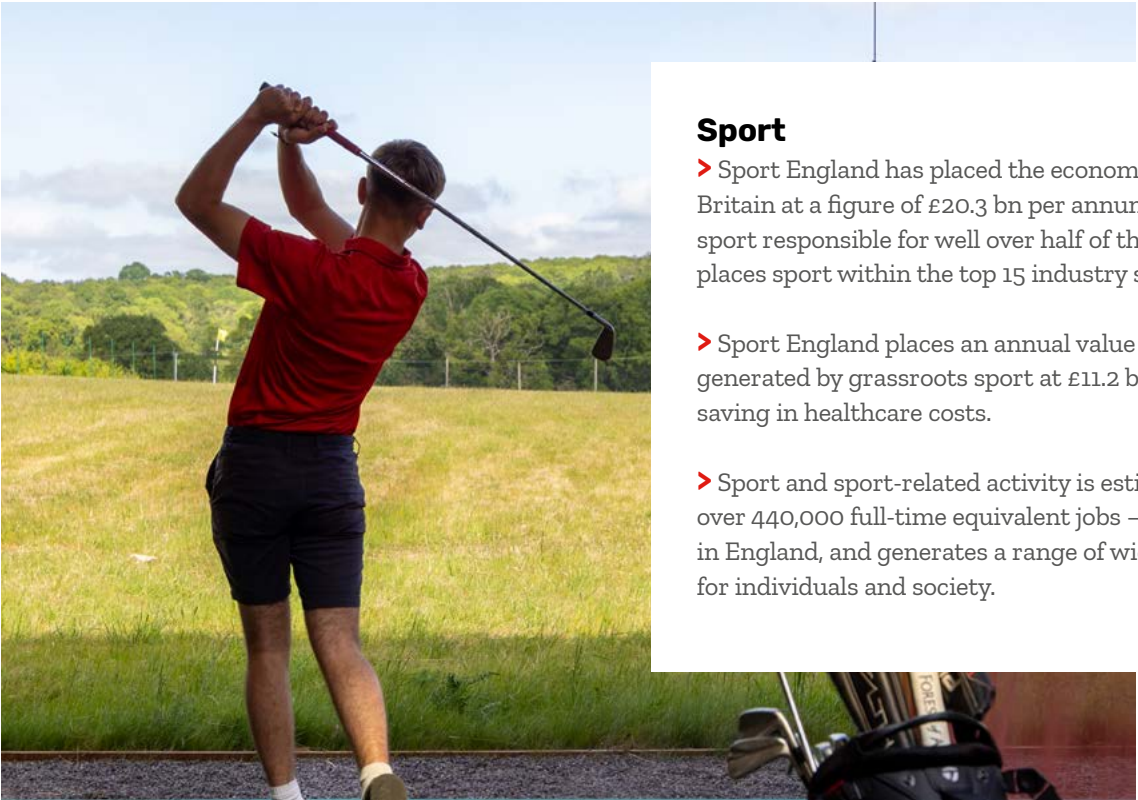 Sport
> Sport England has placed the econom
Britain at a figure of £20.3 bn per annum
sport responsible for well over half of th
places sport within the top 15 industry s
> Sport England places an annual value
generated by grassroots sport at £11.2 b
saving in healthcare costs.
> Sport and sport-related activity is esti
over 440,000 full-time equivalent jobs –
in England, and generates a range of wi
for individuals and society.
FOREST of A